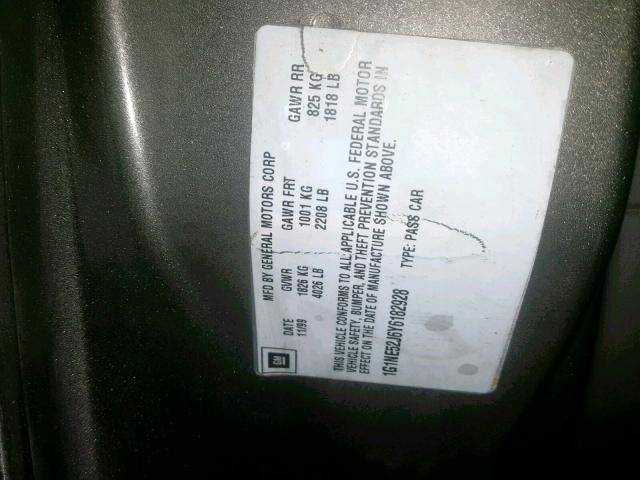 GM
MFD BY GENERAL MOTORS CORP
DATE GVWR GAWR FRT GAWR RR
11/99 1826 KG 1001 KG 825 KG
4026 LB 2208 LB 1818 LB
THIS VEHICLE CONFORMS TO ALL APPLICABLE U.S. FEDERAL MOTOR
VEHICLE SAFETY, BUMPER, AND THEFT PREVENTION STANDARDS IN
EFFECT ON THE DATE OF MANUFACTURE SHOWN ABOVE.
1G1NE52J6Y6182928 TYPE: PASS CAR